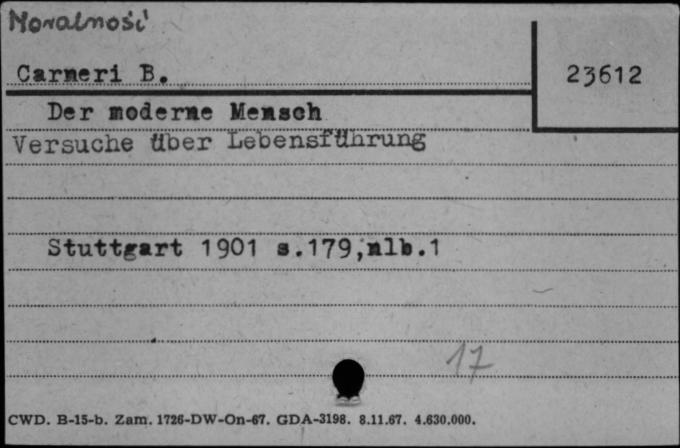 Moralność
Carneri B.
23612
Der moderne Mensch
Versuche über Lebensführung
Stuttgart 1901 s.179,nlb.1
17
CWD. B-15-b. Zam. 1726-DW-On-67. GDA-3198. 8.11.67. 4.630.000.